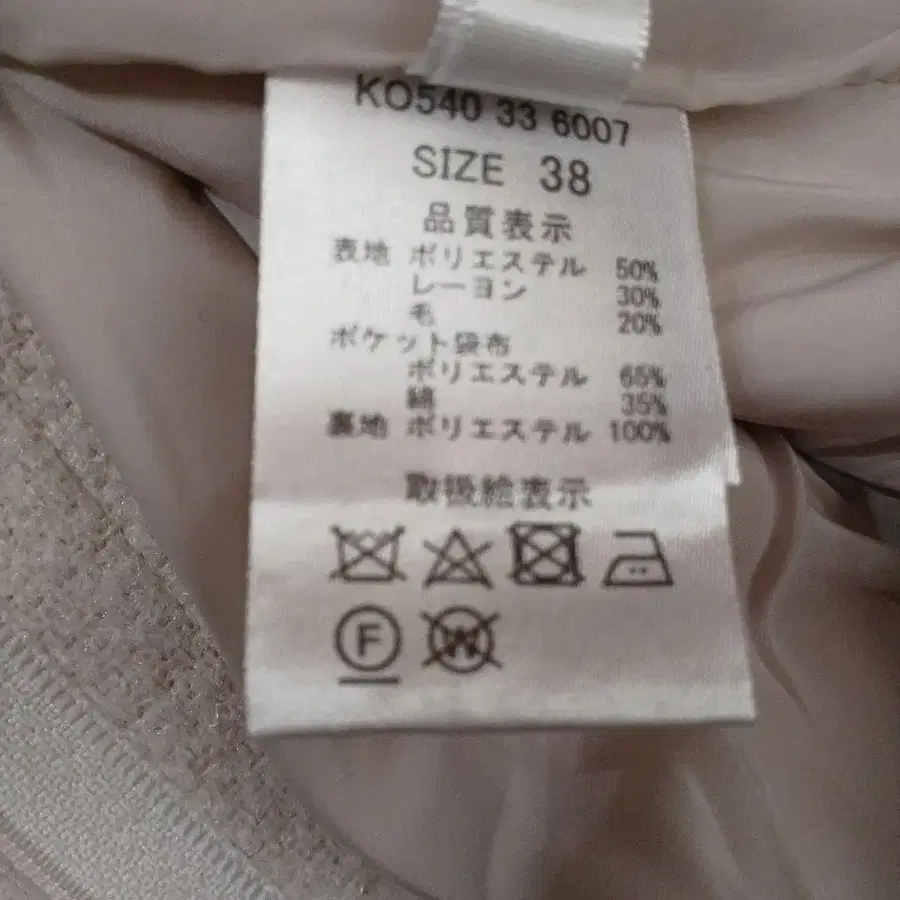 KO540 33 6007
SIZE 38
品質表示
表地 ポリエステル 50%
レーヨン 30%
毛 20%
ポケット袋布
ポリエステル 65%
綿 35%
裏地 ポリエステル 100%
取扱絵表示
F W